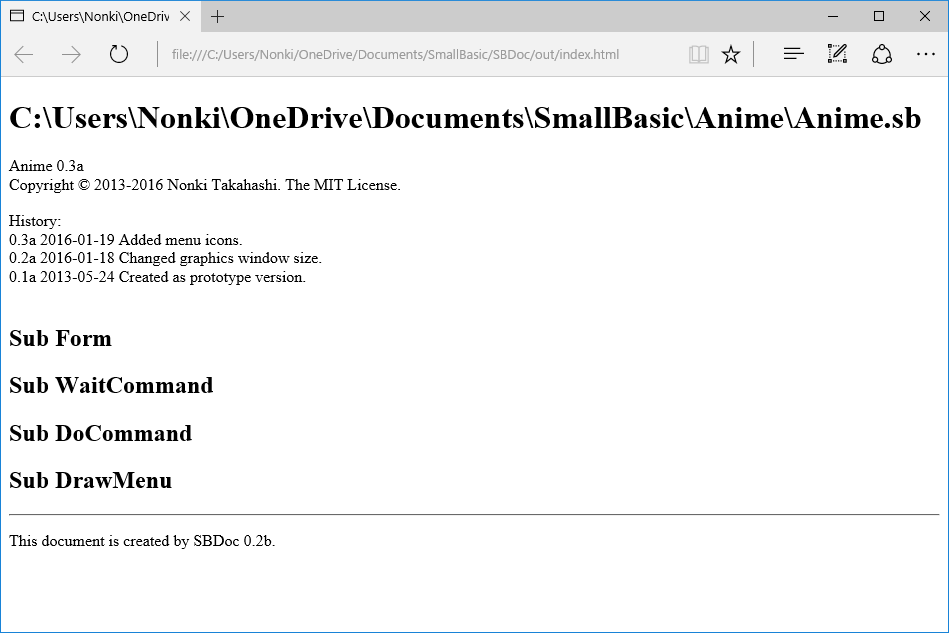 C:\Users\Nonki\OneDriv
file:///C:/Users/Nonki/OneDrive/Documents/SmallBasic/SBDoc/out/index.html
C:\Users\Nonki\OneDrive\Documents\SmallBasic\Anime\Anime.sb
Anime 0.3a
Copyright © 2013-2016 Nonki Takahashi. The MIT License.
History:
0.3a 2016-01-19 Added menu icons.
0.2a 2016-01-18 Changed graphics window size.
0.1a 2013-05-24 Created as prototype version.
Sub Form
Sub WaitCommand
Sub DoCommand
Sub DrawMenu
This document is created by SBDoc 0.2b.